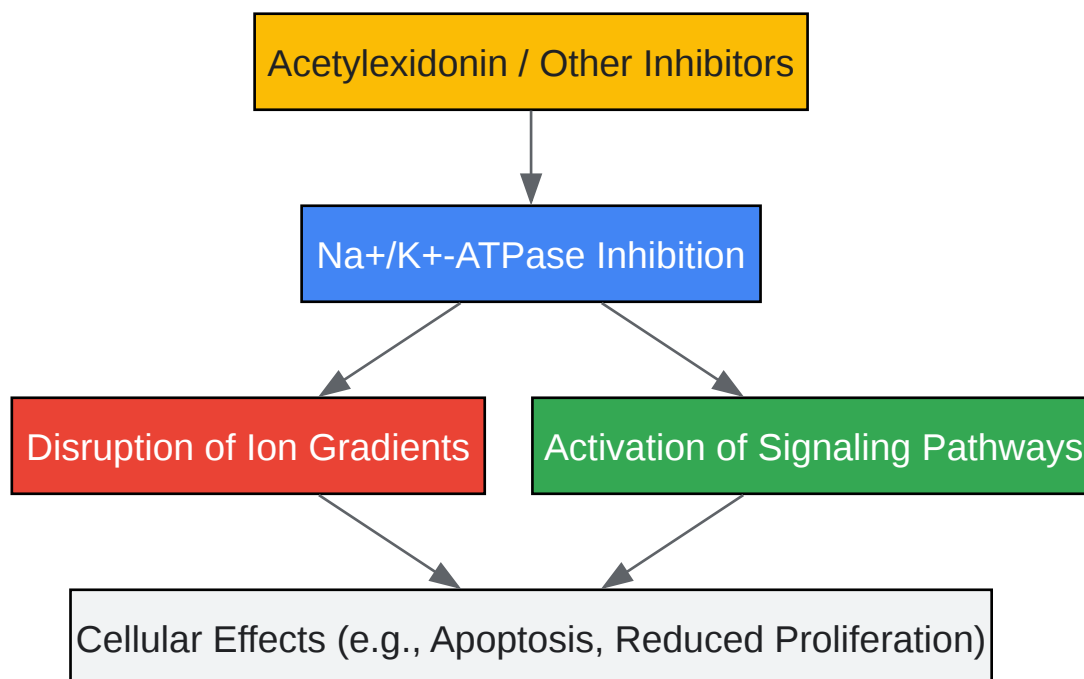 Acetylexidonin / Other Inhibitors
Na+/K+-ATPase Inhibition
Disruption of Ion Gradients
Activation of Signaling Pathways
Cellular Effects (e.g., Apoptosis, Reduced Proliferation)